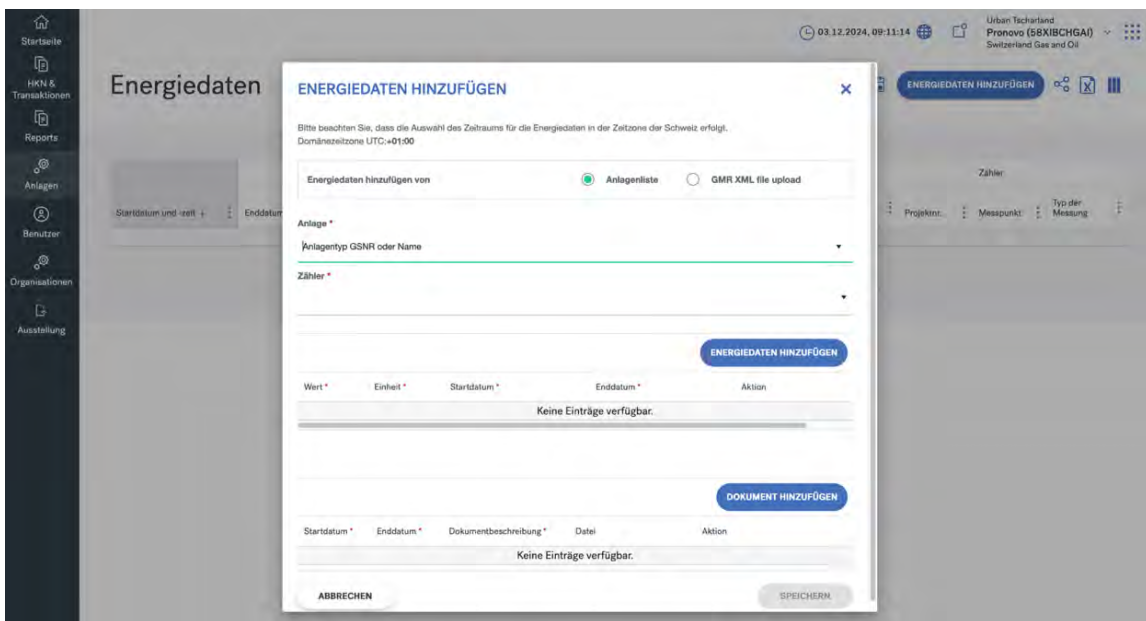 Startseite
HKN &
Transaktionen
Reports
Anlagen
Benutzer
Organisationen
Ausstellung
03.12.2024, 09:11:14
Urban Tscharland
Pronovo (58XIBCHGAI)
Switzerland Gas and Oil
Energiedaten
ENERGIEDATEN HINZUFÜGEN
Startdatum und -zeit
Enddatum
Zähler
Projektnr.
Messpunkt
Typ der
Messung
ENERGIEDATEN HINZUFÜGEN
Bitte beachten Sie, dass die Auswahl des Zeitraums für die Energiedaten in der Zeitzone der Schweiz erfolgt.
Domänezeitzone UTC:+01:00
Energiedaten hinzufügen von Anlagenliste GMR XML file upload
Anlage *
Anlagentyp GSNR oder Name
Zähler *
ENERGIEDATEN HINZUFÜGEN
Wert * Einheit * Startdatum * Enddatum * Aktion
Keine Einträge verfügbar.
DOKUMENT HINZUFÜGEN
Startdatum * Enddatum * Dokumentbeschreibung * Datei Aktion
Keine Einträge verfügbar.
ABBRECHEN SPEICHERN